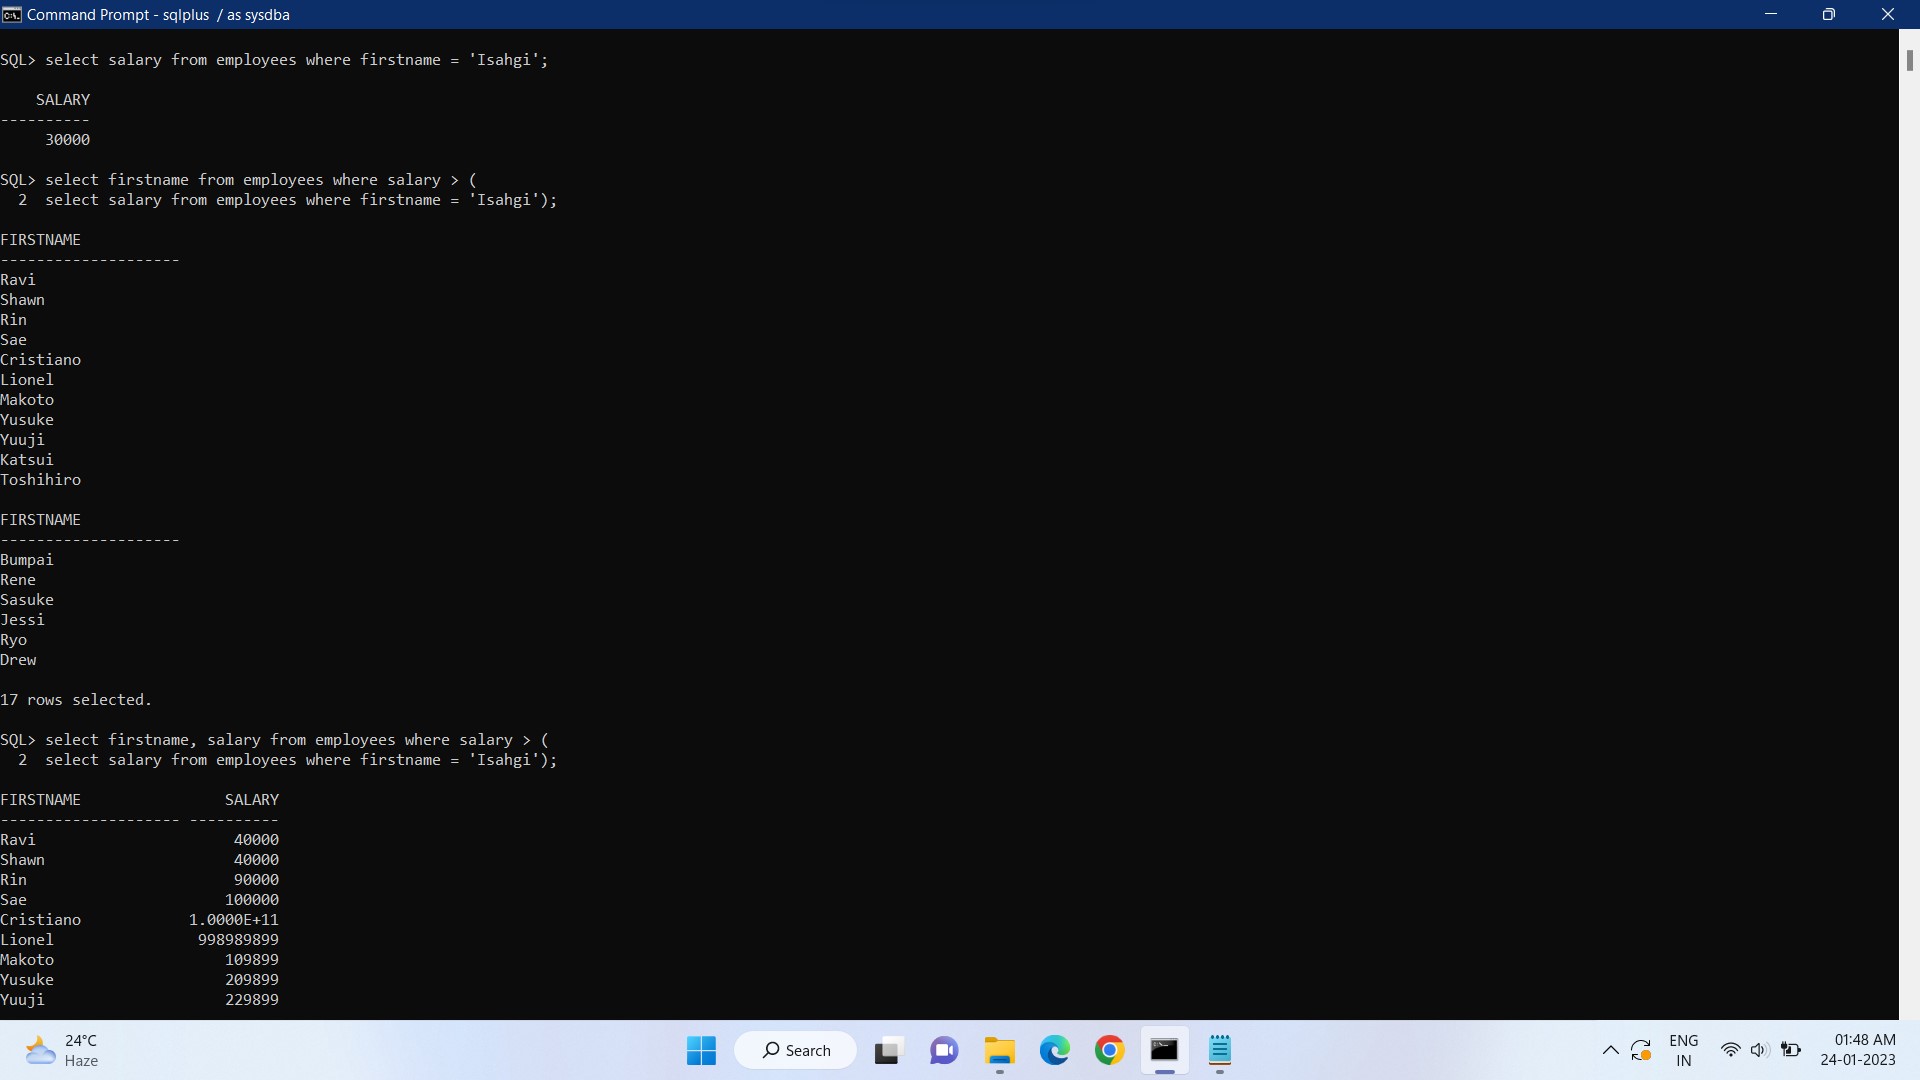 Command Prompt - sqlplus  / as sysdba
SQL> select salary from employees where firstname = 'Isahgi';
    SALARY
----------
     30000
SQL> select firstname from employees where salary > (
  2  select salary from employees where firstname = 'Isahgi');
FIRSTNAME
--------------------
Ravi
Shawn
Rin
Sae
Cristiano
Lionel
Makoto
Yusuke
Yuuji
Katsui
Toshihiro
FIRSTNAME
--------------------
Bumpai
Rene
Sasuke
Jessi
Ryo
Drew
17 rows selected.
SQL> select firstname, salary from employees where salary > (
  2  select salary from employees where firstname = 'Isahgi');
FIRSTNAME                SALARY
-------------------- ----------
Ravi                      40000
Shawn                     40000
Rin                       90000
Sae                      100000
Cristiano            1.0000E+11
Lionel                998989899
Makoto                   109899
Yusuke                   209899
Yuuji                    229899
24°C
Haze
Search
ENG
IN
01:48 AM
24-01-2023